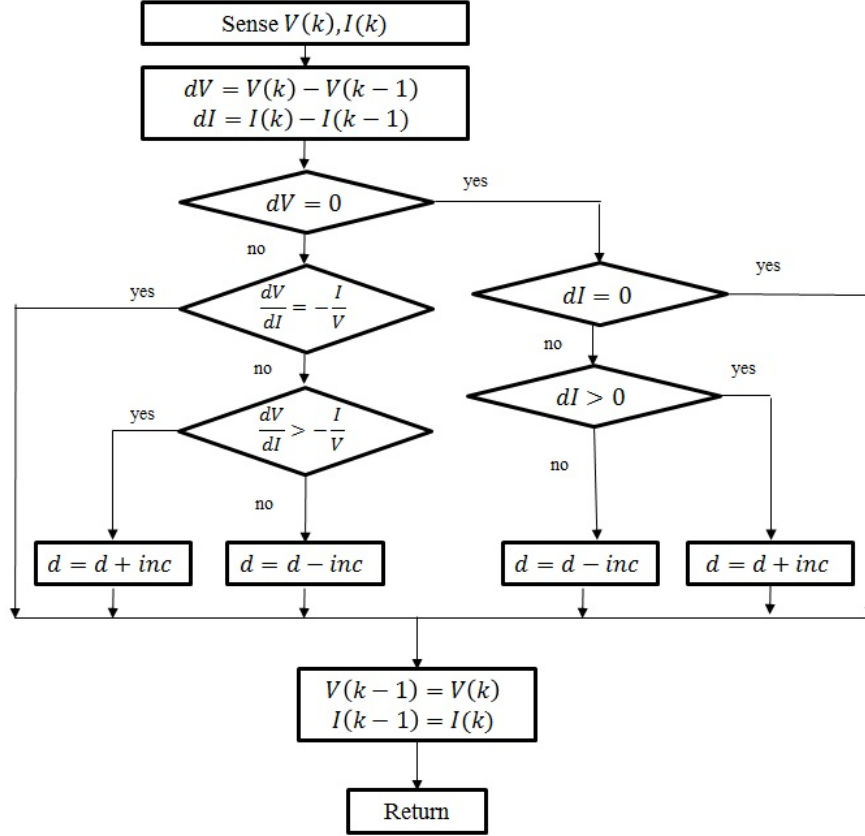 Sense V(k), I(k)
dV = V(k) − V(k − 1)
dI = I(k) − I(k − 1)
dV = 0
yes
no
dV/dI = −I/V
yes
dI = 0
yes
no
no
dV/dI > −I/V
yes
dI > 0
yes
no
no
d = d + inc
d = d − inc
d = d − inc
d = d + inc
V(k − 1) = V(k)
I(k − 1) = I(k)
Return